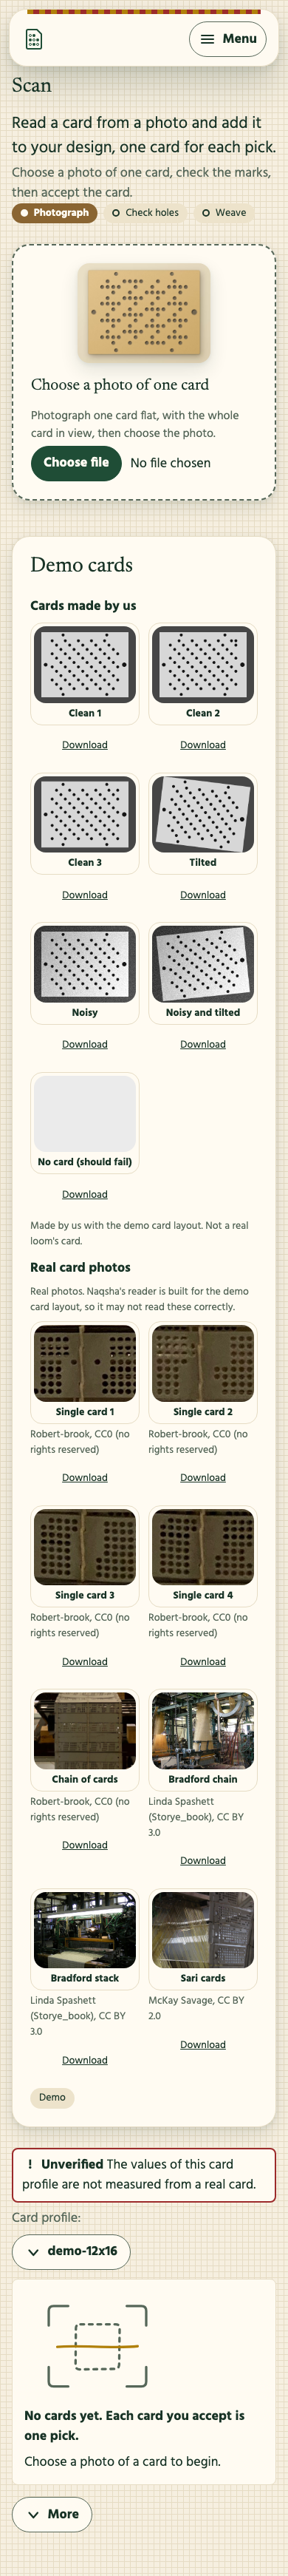 Menu
Scan
Read a card from a photo and add it
to your design, one card for each pick.
Choose a photo of one card, check the marks,
then accept the card.
Photograph Check holes Weave
Choose a photo of one card
Photograph one card flat, with the whole
card in view, then choose the photo.
Choose file No file chosen
Demo cards
Cards made by us
Clean 1 Clean 2
Download Download
Clean 3 Tilted
Download Download
Noisy Noisy and tilted
Download Download
No card (should fail)
Download
Made by us with the demo card layout. Not a real
loom's card.
Real card photos
Real photos. Naqsha's reader is built for the demo
card layout, so it may not read these correctly.
Single card 1 Single card 2
Robert-brook, CC0 (no Robert-brook, CC0 (no
rights reserved) rights reserved)
Download Download
Single card 3 Single card 4
Robert-brook, CC0 (no Robert-brook, CC0 (no
rights reserved) rights reserved)
Download Download
Chain of cards Bradford chain
Robert-brook, CC0 (no Linda Spashett
rights reserved) (Storye_book), CC BY
3.0
Download Download
Bradford stack Sari cards
Linda Spashett McKay Savage, CC BY
(Storye_book), CC BY 2.0
3.0
Download Download
Demo
! Unverified The values of this card
profile are not measured from a real card.
Card profile:
demo-12x16
No cards yet. Each card you accept is
one pick.
Choose a photo of a card to begin.
More